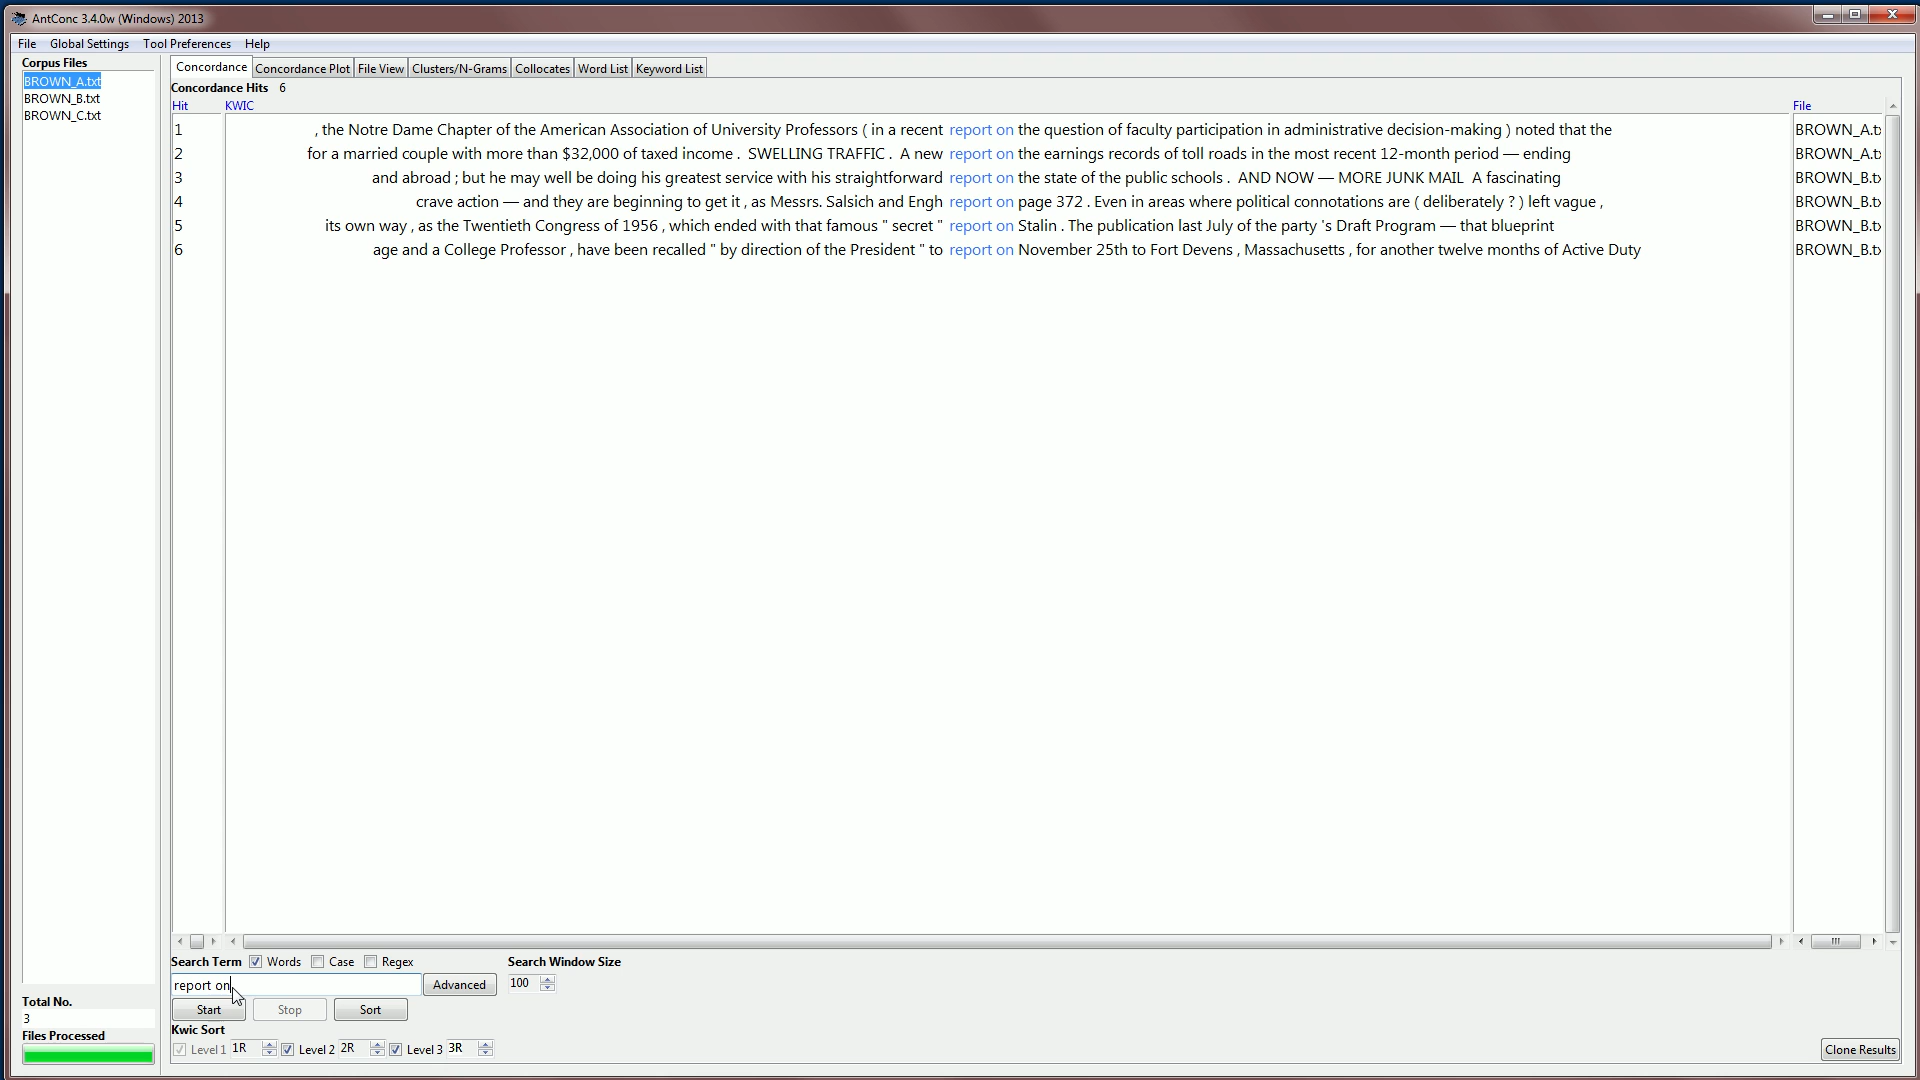 AntConc 3.4.0w (Windows) 2013
File Global Settings Tool Preferences Help
Corpus Files
BROWN_A.txt
BROWN_B.txt
BROWN_C.txt
Concordance Concordance Plot File View Clusters/N-Grams Collocates Word List Keyword List
Concordance Hits 6
Hit KWIC File
1 , the Notre Dame Chapter of the American Association of University Professors ( in a recent report on the question of faculty participation in administrative decision-making ) noted that the BROWN_A.t
2 for a married couple with more than $32,000 of taxed income . SWELLING TRAFFIC . A new report on the earnings records of toll roads in the most recent 12-month period — ending BROWN_A.t
3 and abroad ; but he may well be doing his greatest service with his straightforward report on the state of the public schools . AND NOW — MORE JUNK MAIL A fascinating BROWN_B.t
4 crave action — and they are beginning to get it , as Messrs. Salsich and Engh report on page 372 . Even in areas where political connotations are ( deliberately ? ) left vague , BROWN_B.t
5 its own way , as the Twentieth Congress of 1956 , which ended with that famous " secret " report on Stalin . The publication last July of the party 's Draft Program — that blueprint BROWN_B.t
6 age and a College Professor , have been recalled " by direction of the President " to report on November 25th to Fort Devens , Massachusetts , for another twelve months of Active Duty BROWN_B.t
Search Term Words Case Regex Search Window Size
report on Advanced 100
Start Stop Sort
Kwic Sort
Level 1 1R Level 2 2R Level 3 3R
Clone Results
Total No.
3
Files Processed